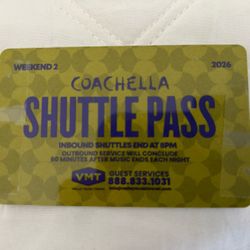 WEEKEND 2
2026
COACHELLA
SHUTTLE PASS
INBOUND SHUTTLES END AT 8PM
OUTBOUND SERVICE WILL CONCLUDE
90 MINUTES AFTER MUSIC ENDS EACH NIGHT.
VMT
GUEST SERVICES
888.833.1031